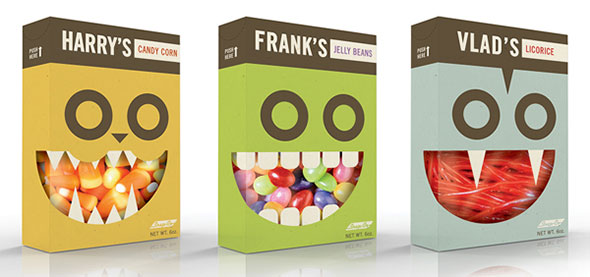 PUSH
HERE
HARRY'S
CANDY CORN
NET WT. 6oz.
PUSH
HERE
FRANK'S
JELLY BEANS
NET WT. 6oz.
PUSH
HERE
VLAD'S
LICORICE
NET WT. 6oz.